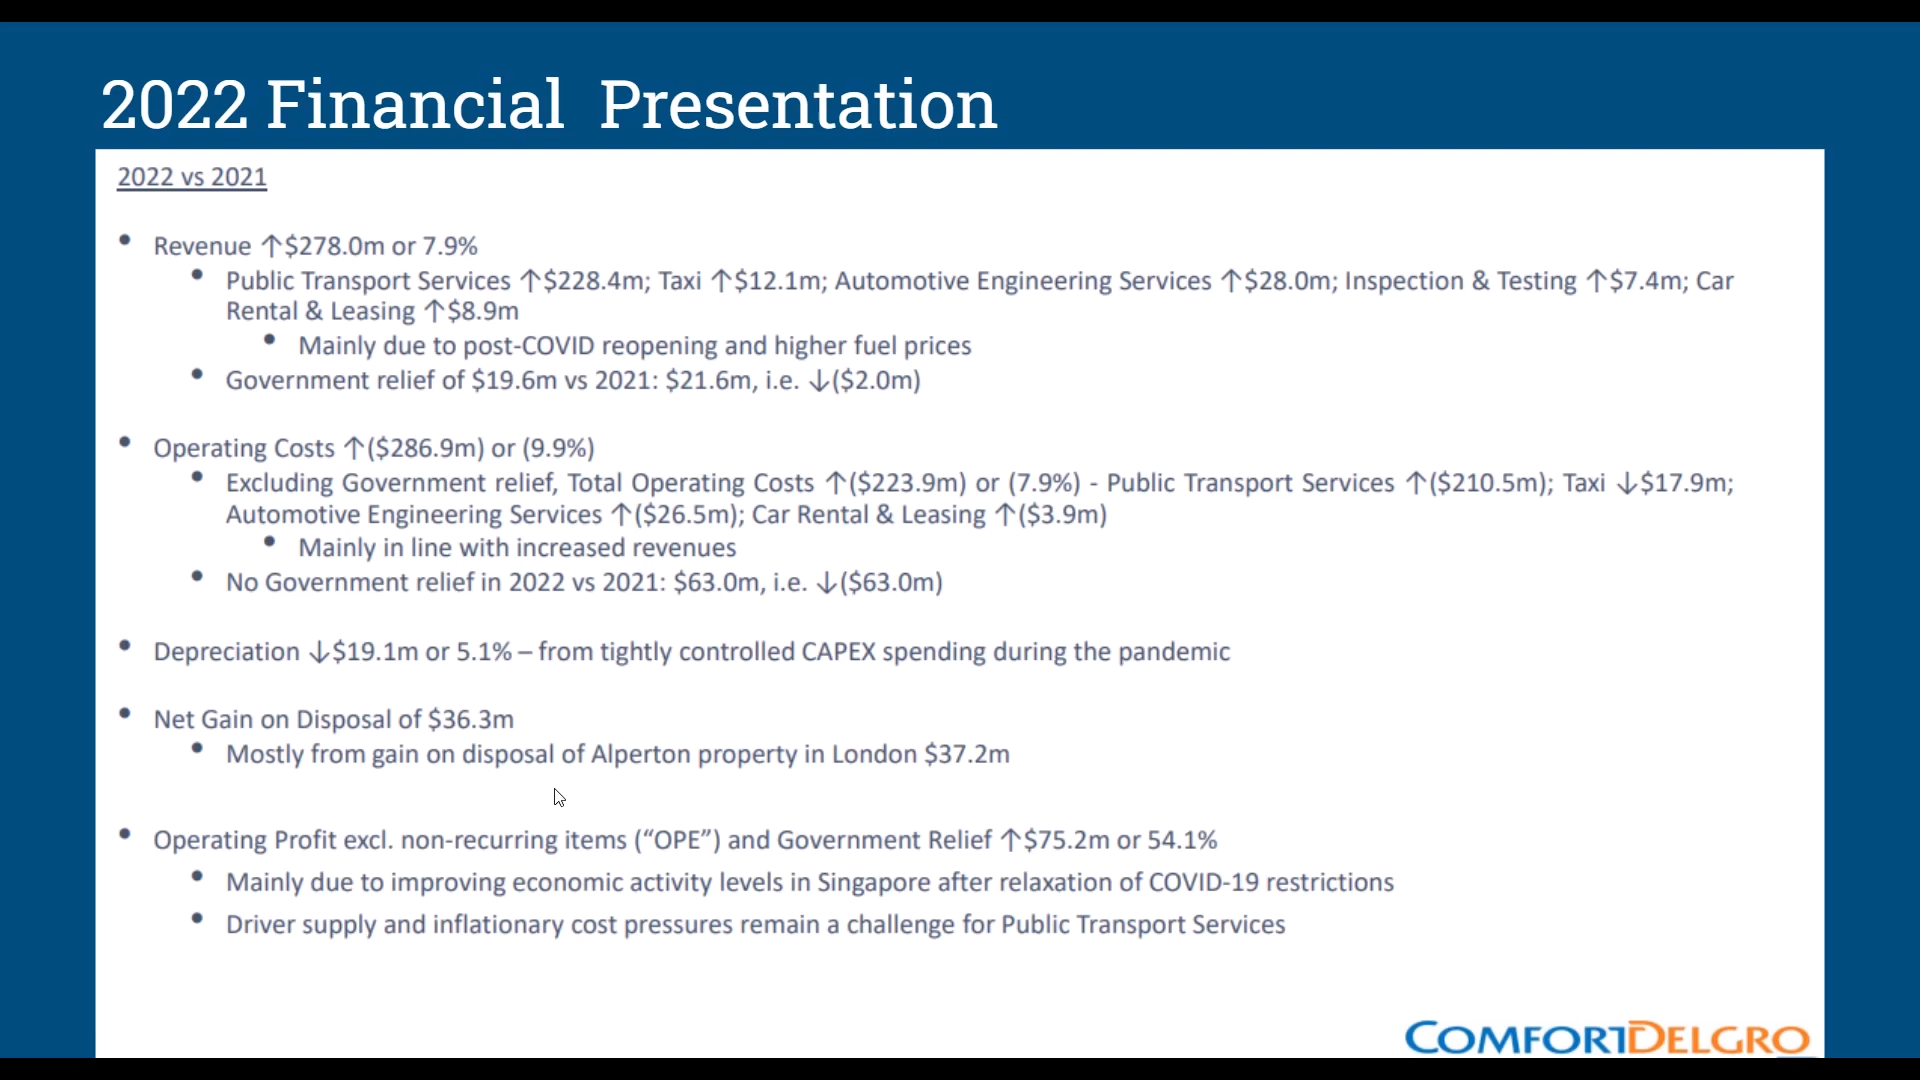 2022 Financial  Presentation
2022 vs 2021
• Revenue ↑$278.0m or 7.9%
• Public Transport Services ↑$228.4m; Taxi ↑$12.1m; Automotive Engineering Services ↑$28.0m; Inspection & Testing ↑$7.4m; Car
Rental & Leasing ↑$8.9m
• Mainly due to post-COVID reopening and higher fuel prices
• Government relief of $19.6m vs 2021: $21.6m, i.e. ↓($2.0m)
• Operating Costs ↑($286.9m) or (9.9%)
• Excluding Government relief, Total Operating Costs ↑($223.9m) or (7.9%) - Public Transport Services ↑($210.5m); Taxi ↓$17.9m;
Automotive Engineering Services ↑($26.5m); Car Rental & Leasing ↑($3.9m)
• Mainly in line with increased revenues
• No Government relief in 2022 vs 2021: $63.0m, i.e. ↓($63.0m)
• Depreciation ↓$19.1m or 5.1% – from tightly controlled CAPEX spending during the pandemic
• Net Gain on Disposal of $36.3m
• Mostly from gain on disposal of Alperton property in London $37.2m
• Operating Profit excl. non-recurring items (“OPE”) and Government Relief ↑$75.2m or 54.1%
• Mainly due to improving economic activity levels in Singapore after relaxation of COVID-19 restrictions
• Driver supply and inflationary cost pressures remain a challenge for Public Transport Services
COMFORTDELGRO